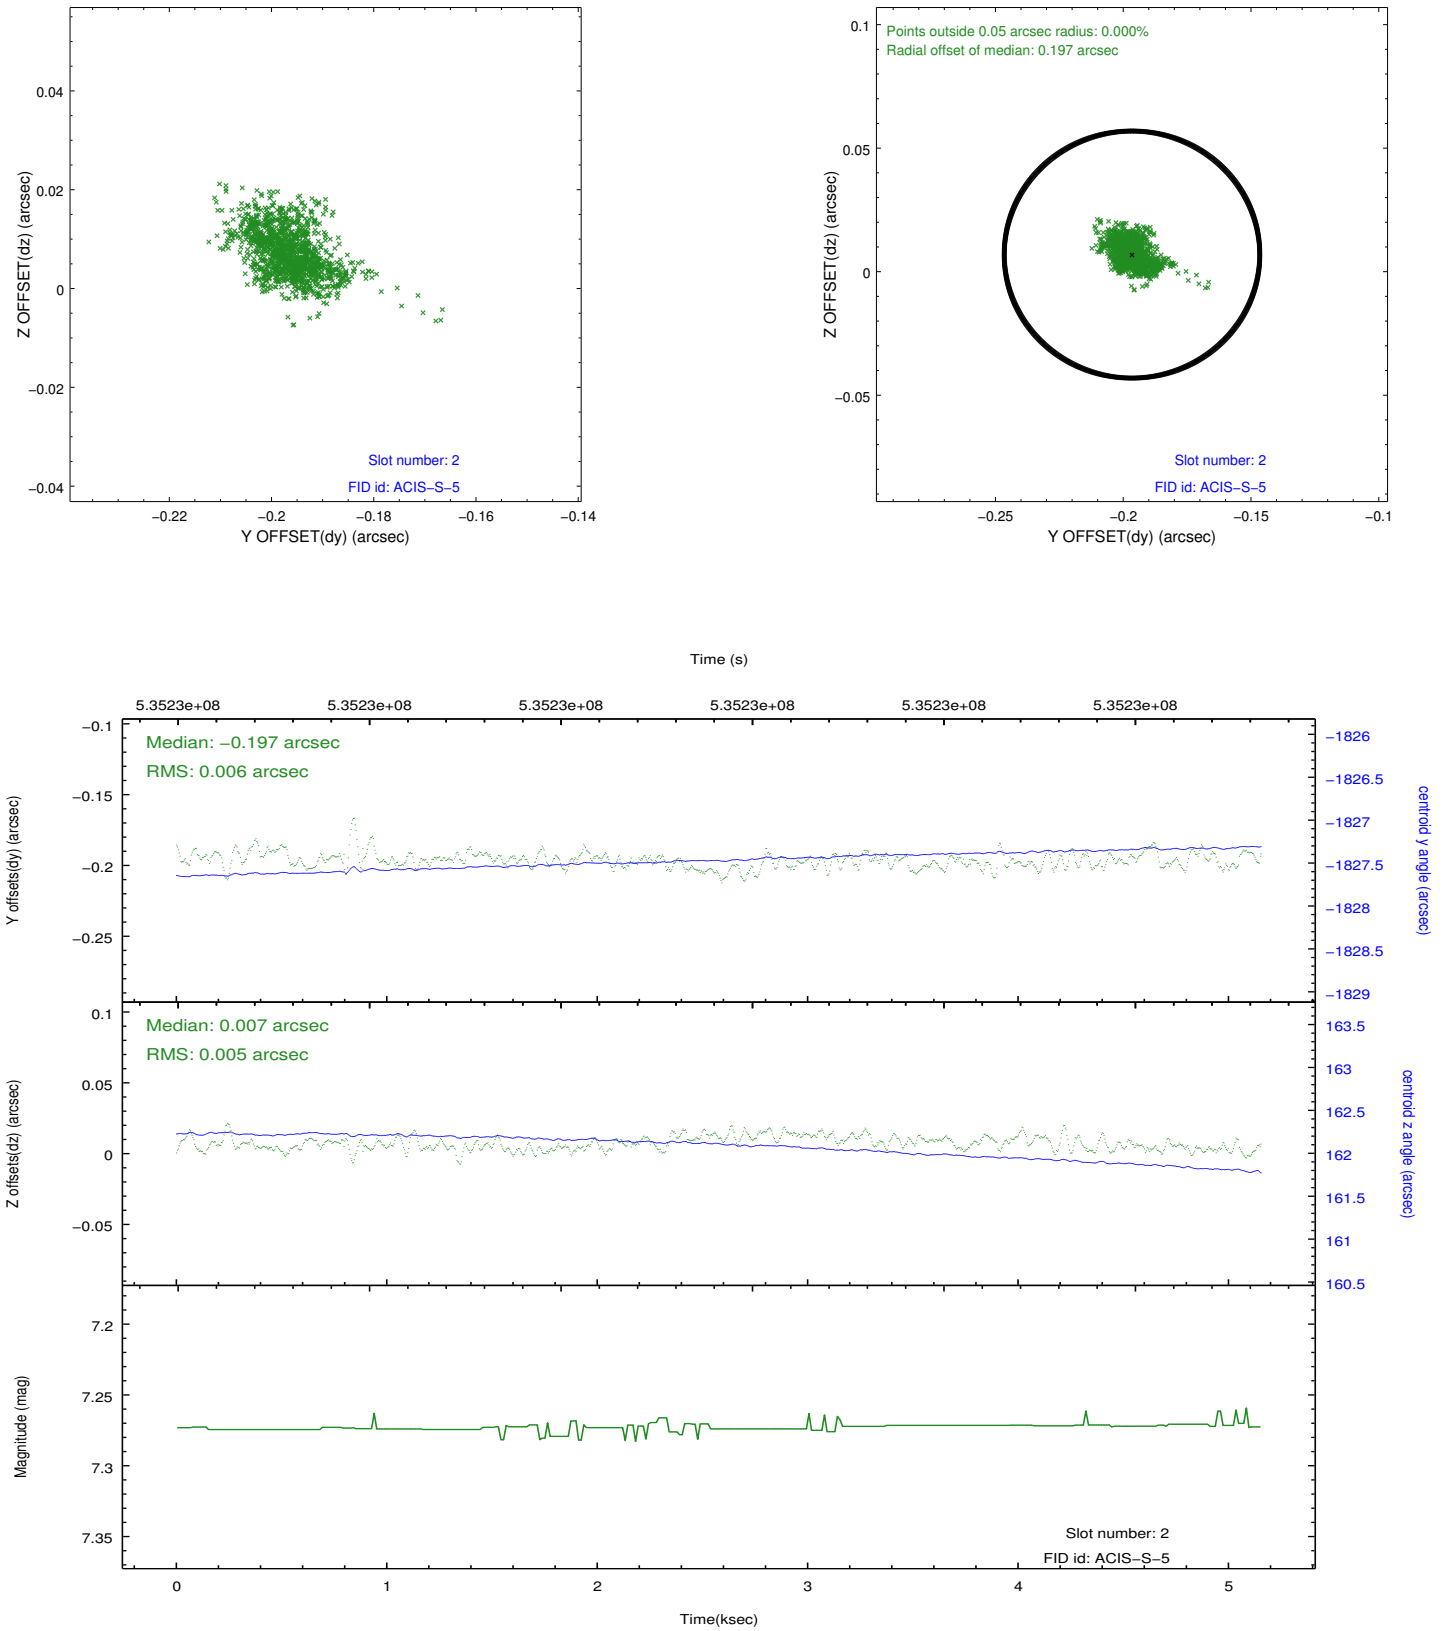 0.04
0.02
0
−0.02
−0.04
Z OFFSET(dz) (arcsec)
Slot number: 2
FID id: ACIS−S−5
−0.22
−0.2
−0.18
−0.16
−0.14
Y OFFSET(dy) (arcsec)
Points outside 0.05 arcsec radius: 0.000%
Radial offset of median: 0.197 arcsec
0.1
0.05
0
−0.05
Z OFFSET(dz) (arcsec)
Slot number: 2
FID id: ACIS−S−5
−0.25
−0.2
−0.15
−0.1
Y OFFSET(dy) (arcsec)
Time (s)
5.3523e+08
5.3523e+08
5.3523e+08
5.3523e+08
5.3523e+08
5.3523e+08
Median: −0.197 arcsec
RMS: 0.006 arcsec
−0.1
−0.15
−0.2
−0.25
Y offsets(dy) (arcsec)
−1826
−1826.5
−1827
−1827.5
−1828
−1828.5
−1829
centroid y angle (arcsec)
Median: 0.007 arcsec
RMS: 0.005 arcsec
0.1
0.05
0
−0.05
Z offsets(dz) (arcsec)
163.5
163
162.5
162
161.5
161
160.5
centroid z angle (arcsec)
7.2
7.25
7.3
7.35
Magnitude (mag)
Slot number: 2
FID id: ACIS−S−5
0
1
2
3
4
5
Time(ksec)